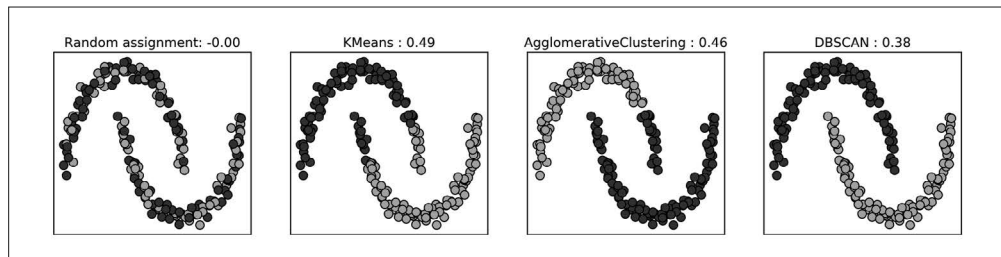 Random assignment: -0.00
KMeans : 0.49
AgglomerativeClustering : 0.46
DBSCAN : 0.38